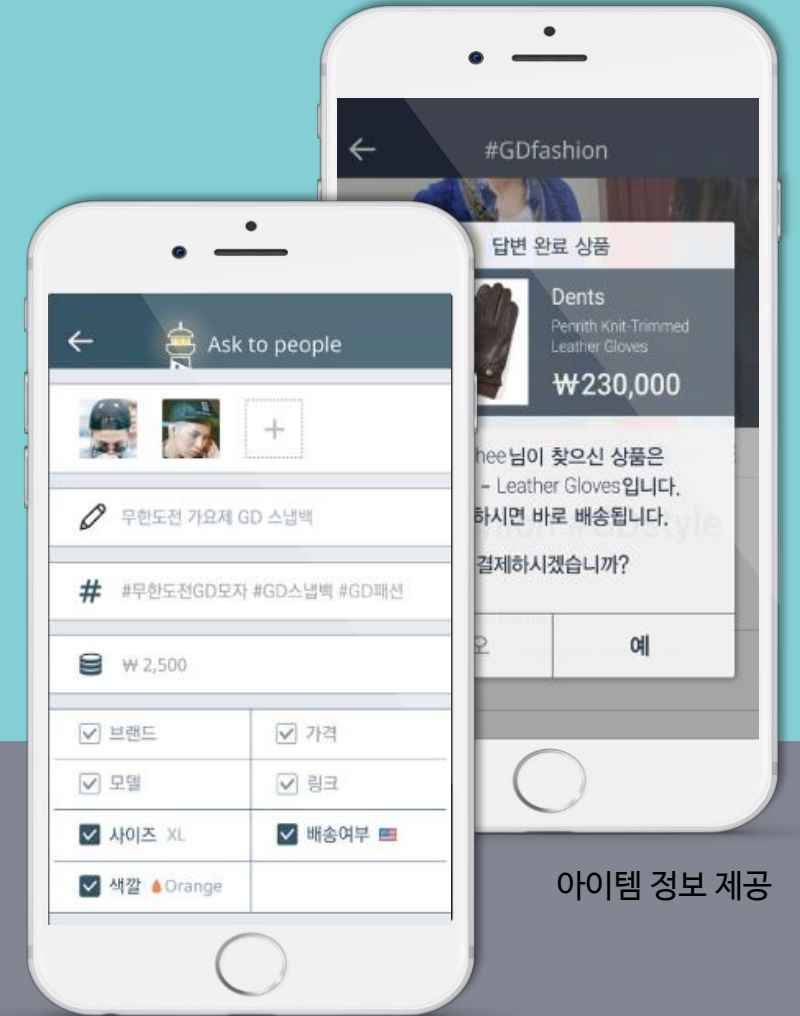 #GDfashion
답변 완료 상품
Dents
Penrith Knit-Trimmed
Leather Gloves
₩230,000
hee님이 찾으신 상품은
- Leather Gloves입니다.
하시면 바로 배송됩니다.
결제하시겠습니까?
오
예
Ask to people
무한도전 가요제 GD 스냅백
# #무한도전GD모자 #GD스냅백 #GD패션
₩ 2,500
브랜드
가격
모델
링크
사이즈 XL
배송여부
색깔 Orange
아이템 정보 제공